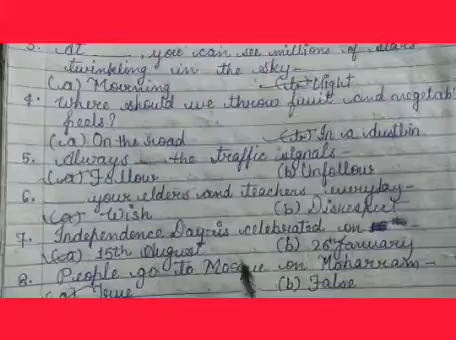 3. At ___, you can see millions of stars
twinkling in the sky-
(a) Morning (b) Night
4. Where should we throw fruit and vegetabl
peels?
(a) On the road (b) In a dustbin
5. Always ___ the traffic signals-
(a) Follow (b) Unfollow
6. ___ your elders and teachers everyday-
(a) Wish (b) Disrespect
7. Independence Day is celebrated on
(a) 15th August (b) 26 January
8. People go to Mosque on Moharram-
(a) True (b) False